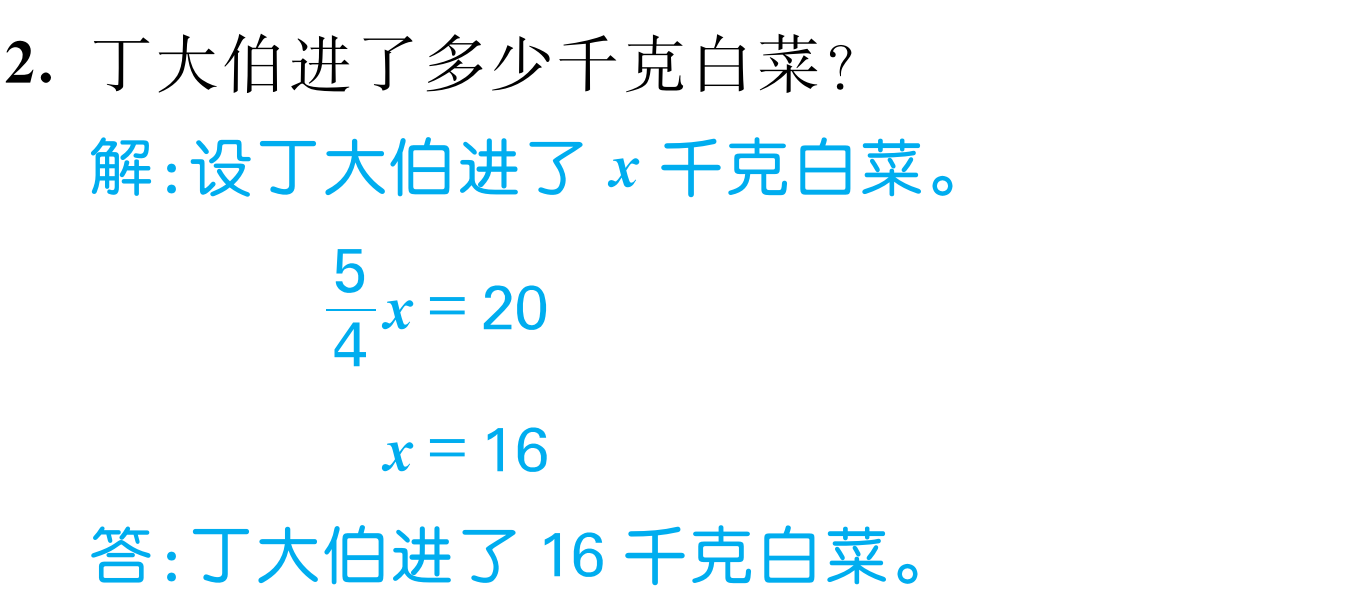 2. 丁大伯进了多少千克白菜?
解:设丁大伯进了 x 千克白菜。
5/4 x = 20
x = 16
答:丁大伯进了 16 千克白菜。